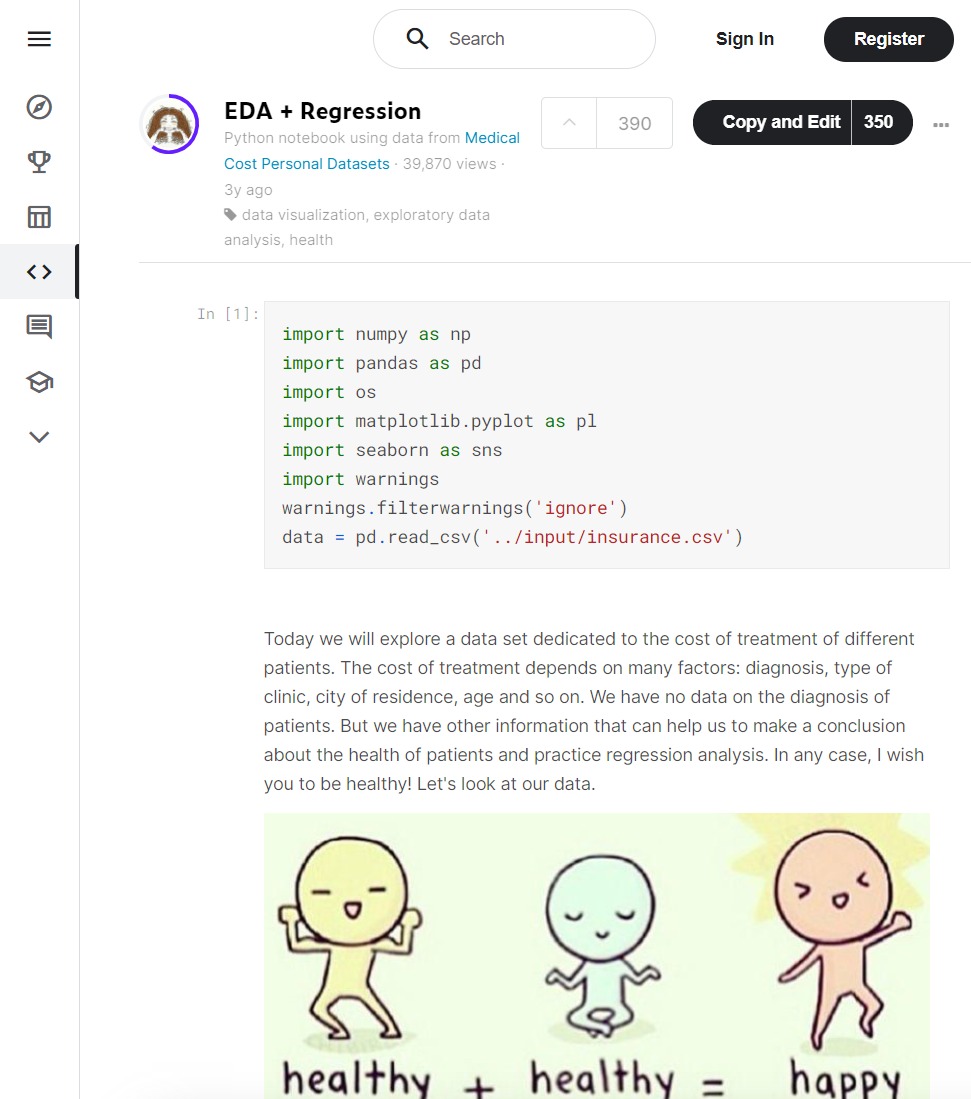 Search
Sign In
Register
EDA + Regression
Python notebook using data from Medical
Cost Personal Datasets · 39,870 views ·
3y ago
data visualization, exploratory data
analysis, health
390
Copy and Edit 350
In [1]:
import numpy as np
import pandas as pd
import os
import matplotlib.pyplot as pl
import seaborn as sns
import warnings
warnings.filterwarnings('ignore')
data = pd.read_csv('../input/insurance.csv')
Today we will explore a data set dedicated to the cost of treatment of different
patients. The cost of treatment depends on many factors: diagnosis, type of
clinic, city of residence, age and so on. We have no data on the diagnosis of
patients. But we have other information that can help us to make a conclusion
about the health of patients and practice regression analysis. In any case, I wish
you to be healthy! Let's look at our data.
healthy + healthy = happy